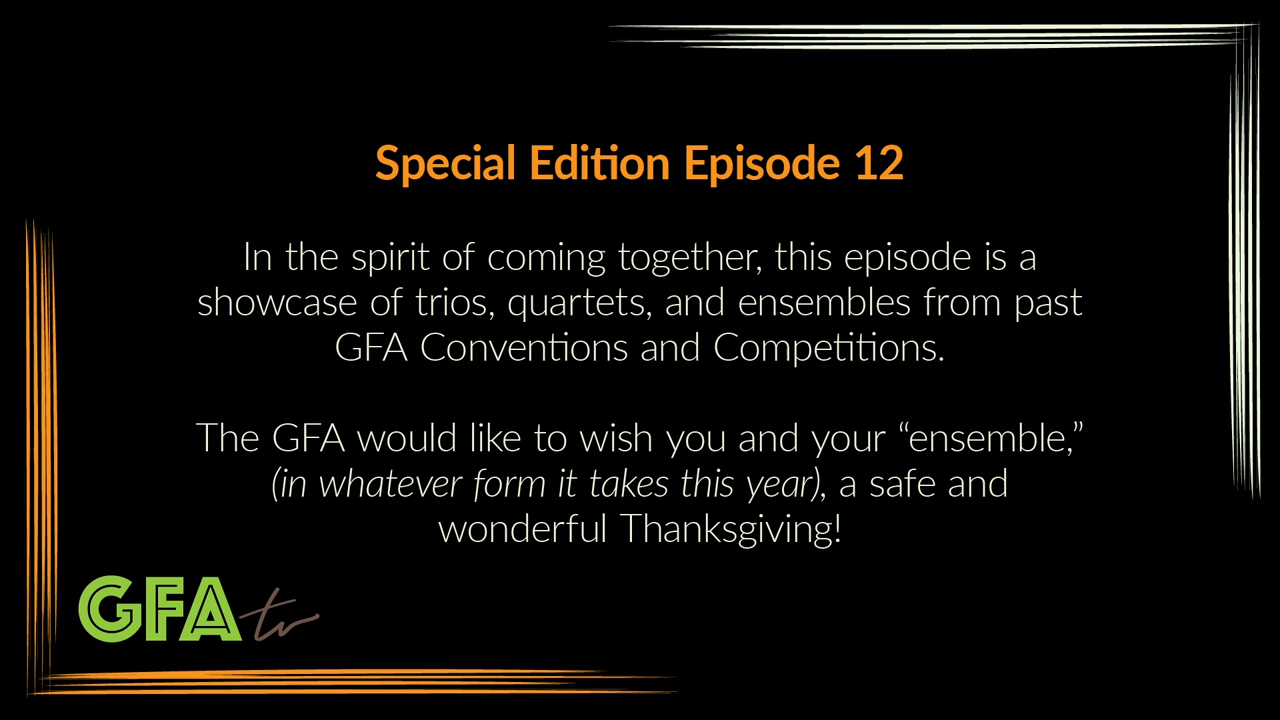 Special Edition Episode 12
In the spirit of coming together, this episode is a
showcase of trios, quartets, and ensembles from past
GFA Conventions and Competitions.
The GFA would like to wish you and your “ensemble,”
(in whatever form it takes this year), a safe and
wonderful Thanksgiving!
GFA tv